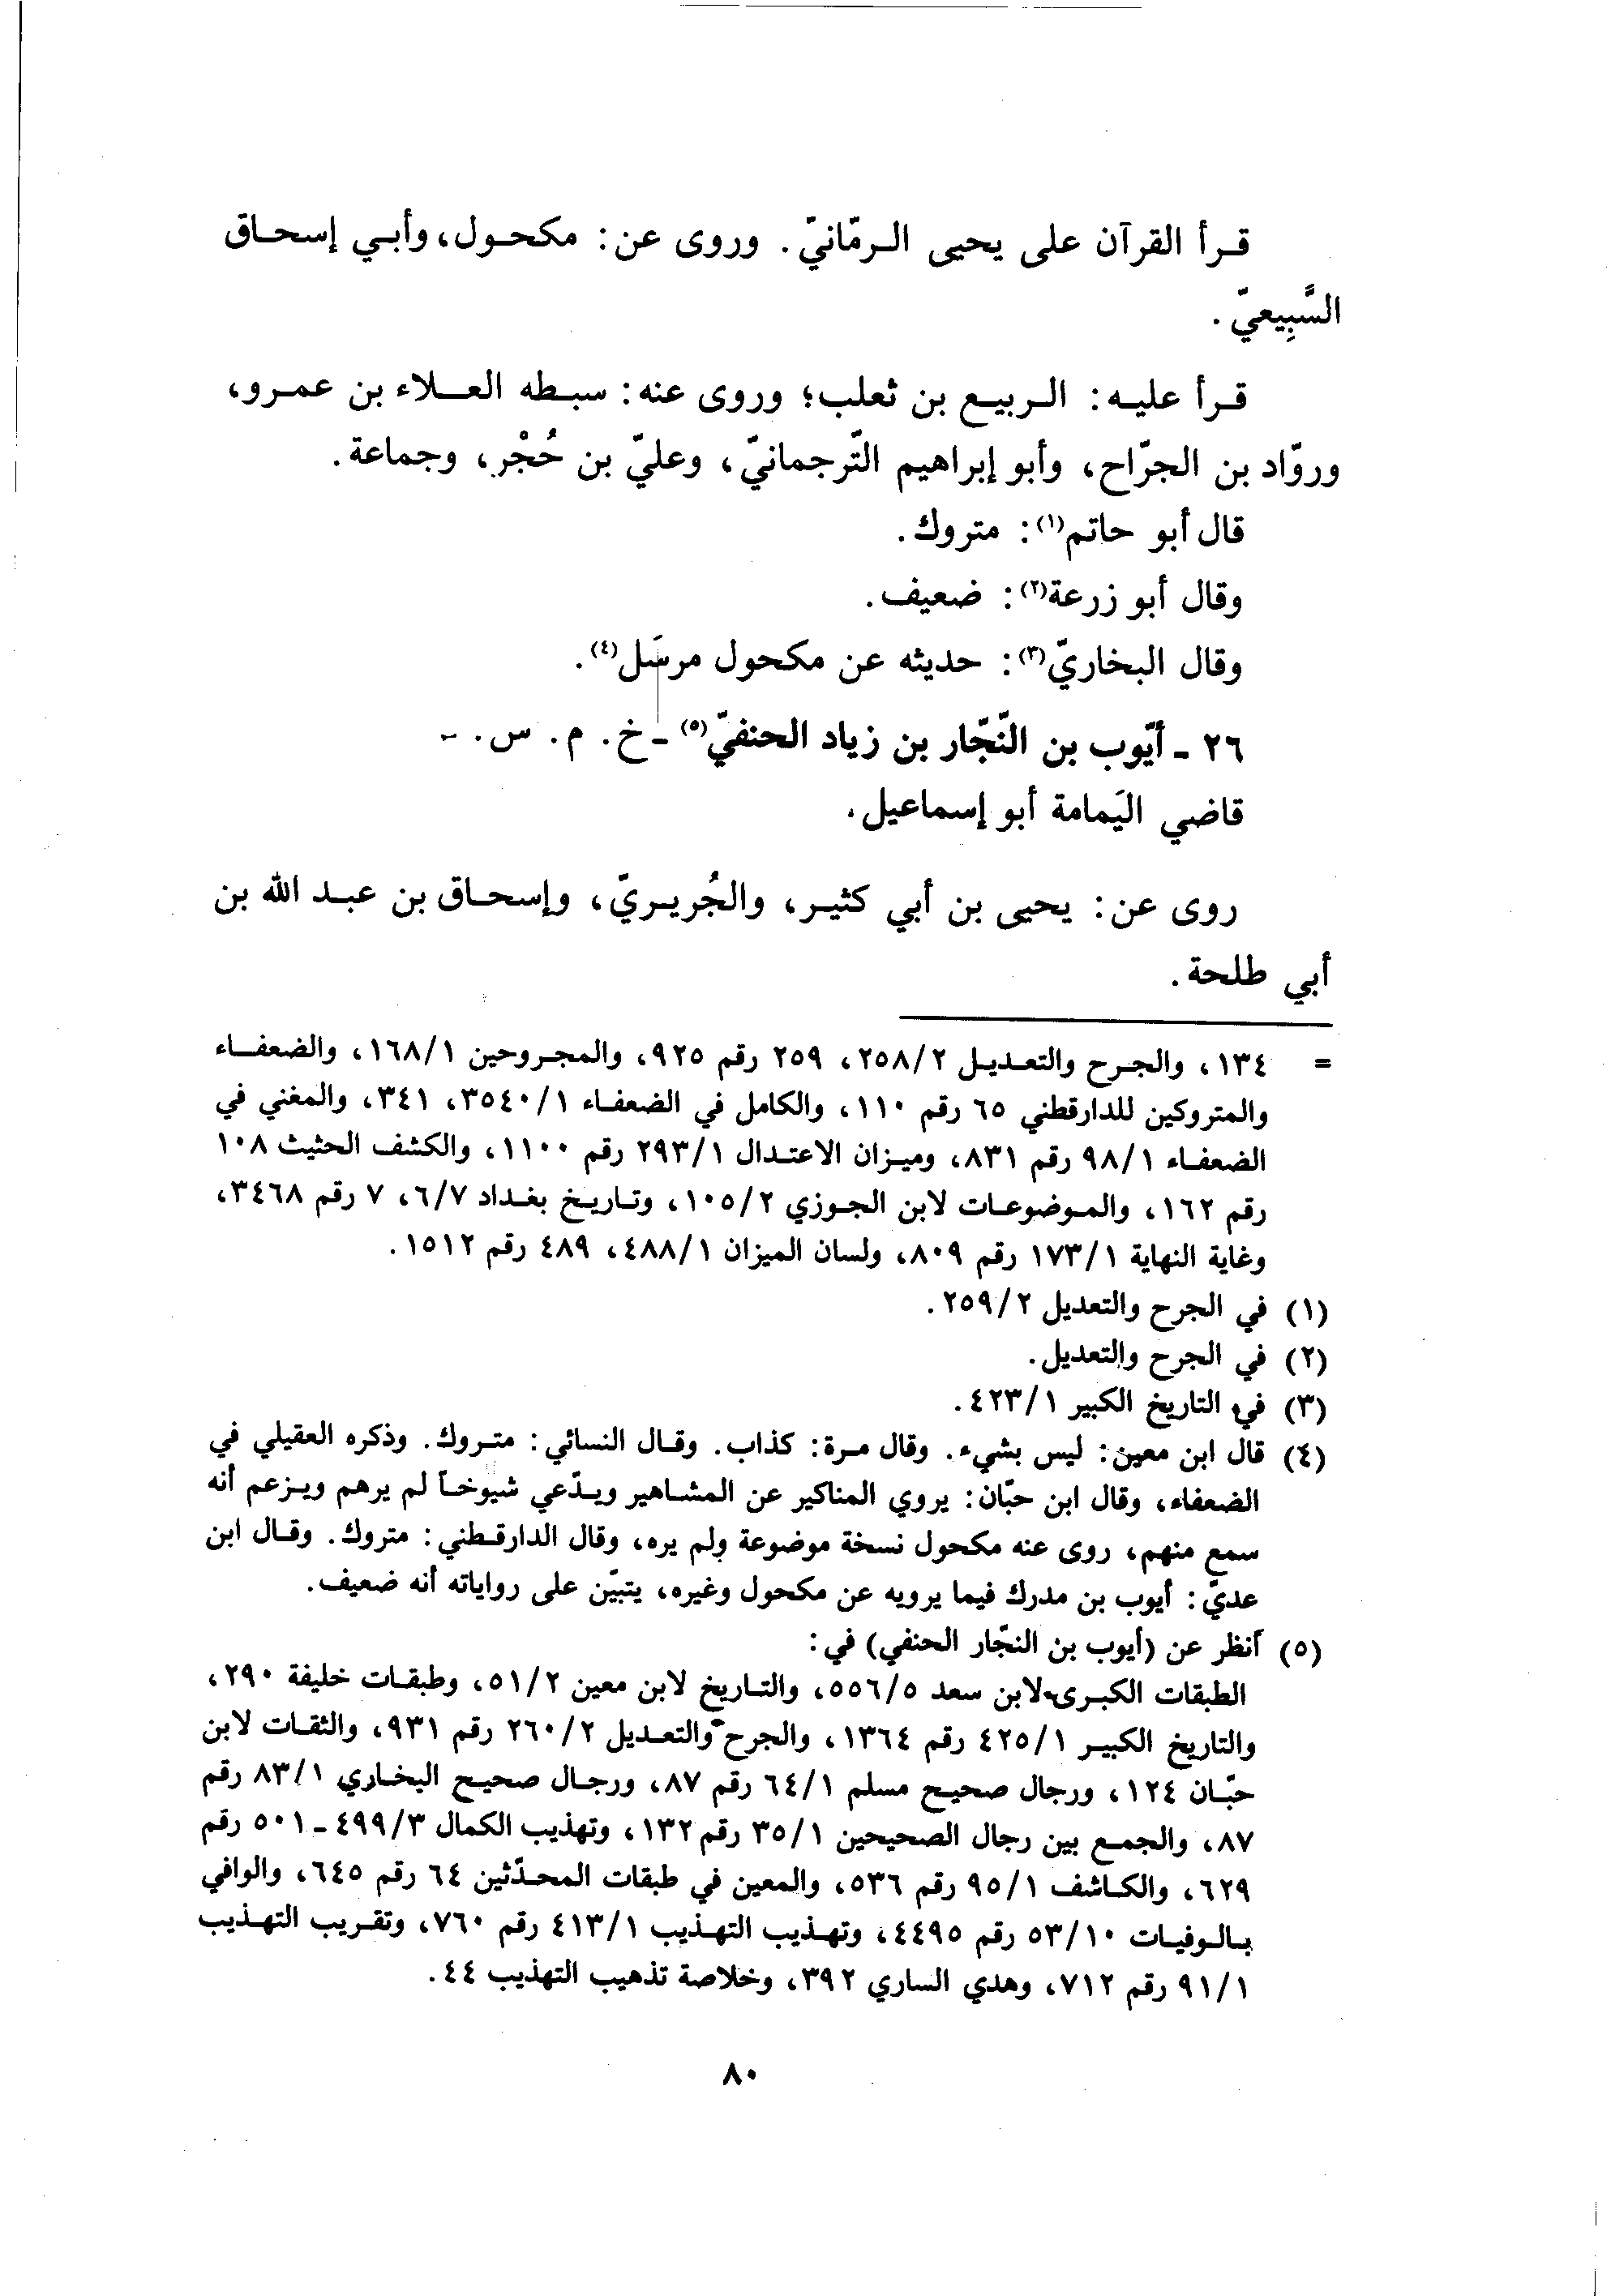 قرأ القرآن على يحيى الرمّانيّ. وروى عن: مكحول، وأبي إسحاق
السَّبِيعيّ.
قرأ عليه: الربيع بن ثعلب؛ وروى عنه: سبطه العلاء بن عمرو،
وروّاد بن الجرّاح، وأبو إبراهيم التّرجمانيّ، وعليّ بن حُجْر، وجماعة.
قال أبو حاتم(١): متروك.
وقال أبو زرعة(٢): ضعيف.
وقال البخاريّ(٣): حديثه عن مكحول مرسَل(٤).
٢٦ - أيّوب بن النّجّار بن زياد الحنفيّ(٥) - خ. م. س. -
قاضي اليَمامة أبو إسماعيل.
روى عن: يحيى بن أبي كثير، والجُريريّ، وإسحاق بن عبد الله بن
أبي طلحة.
= ١٣٤، والجرح والتعديل ٢/٢٥٨، ٢٥٩ رقم ٩٢٥، والمجروحين ١/١٦٨، والضعفاء
والمتروكين للدارقطني ٦٥ رقم ١١٠، والكامل في الضعفاء ١/٣٥٤٠، ٣٤١، والمغني في
الضعفاء ١/٩٨ رقم ٨٣١، وميزان الاعتدال ١/٢٩٣ رقم ١١٠٠، والكشف الحثيث ١٠٨
رقم ١٦٢، والموضوعات لابن الجوزي ٢/١٠٥، وتاريخ بغداد ٦/٧، ٧ رقم ٣٤٦٨،
وغاية النهاية ١/١٧٣ رقم ٨٠٩، ولسان الميزان ١/٤٨٨، ٤٨٩ رقم ١٥١٢.
(١) في الجرح والتعديل ٢/٢٥٩.
(٢) في الجرح والتعديل.
(٣) في التاريخ الكبير ١/٤٢٣.
(٤) قال ابن معين: ليس بشيء. وقال مرة: كذاب. وقال النسائي: متروك. وذكره العقيلي في
الضعفاء، وقال ابن حبّان: يروي المناكير عن المشاهير ويدّعي شيوخاً لم يرهم ويزعم أنه
سمع منهم، روى عنه مكحول نسخة موضوعة ولم يره، وقال الدارقطني: متروك. وقال ابن
عديّ: أيوب بن مدرك فيما يرويه عن مكحول وغيره، يتبيّن على رواياته أنه ضعيف.
(٥) أنظر عن (أيوب بن النجّار الحنفي) في:
الطبقات الكبرى لابن سعد ٥/٥٥٦، والتاريخ لابن معين ٢/٥١، وطبقات خليفة ٢٩٠،
والتاريخ الكبير ١/٤٢٥ رقم ١٣٦٤، والجرح والتعديل ٢/٢٦٠ رقم ٩٣١، والثقات لابن
حبّان ١٢٤، ورجال صحيح مسلم ١/٦٤ رقم ٨٧، ورجال صحيح البخاري ١/٨٣ رقم
٨٧، والجمع بين رجال الصحيحين ١/٣٥ رقم ١٣٢، وتهذيب الكمال ٣/٤٩٩ - ٥٠١ رقم
٦٢٩، والكاشف ١/٩٥ رقم ٥٣٦، والمعين في طبقات المحدّثين ٦٤ رقم ٦٤٥، والوافي
بالوفيات ١٠/٥٣ رقم ٤٤٩٥، وتهذيب التهذيب ١/٤١٣ رقم ٧٦٠، وتقريب التهذيب
١/٩١ رقم ٧١٢، وهدي الساري ٣٩٢، وخلاصة تذهيب التهذيب ٤٤.
٨٠